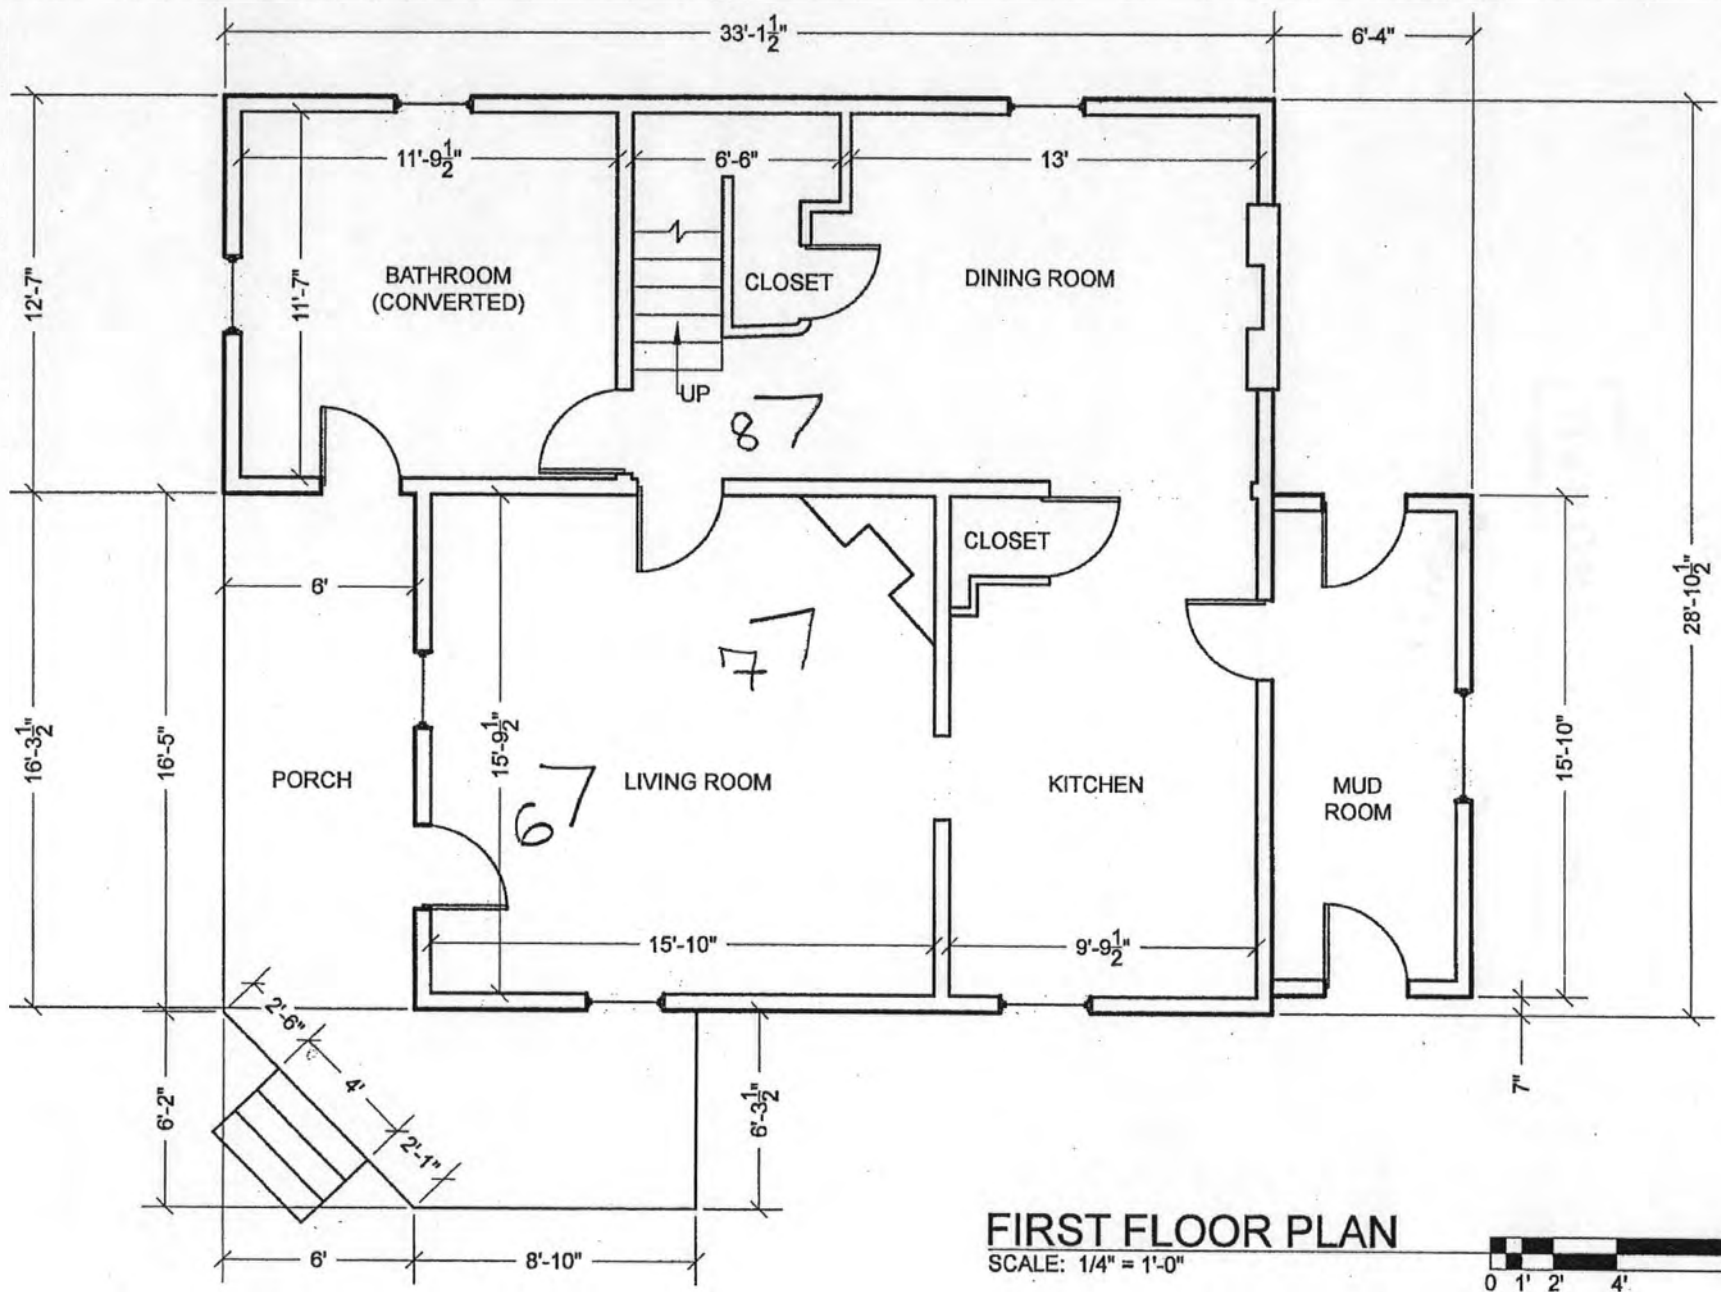 33'-1 1/2"
6'-4"
11'-9 1/2"
6'-6"
13'
12'-7"
11'-7"
BATHROOM
(CONVERTED)
CLOSET
DINING ROOM
UP
8
CLOSET
6'
28'-10 1/2"
7
16'-3 1/2"
16'-5"
15'-9 1/2"
15'-10"
PORCH
6
LIVING ROOM
KITCHEN
MUD
ROOM
15'-10"
9'-9 1/2"
2'-6"
4'
2'-1"
6'-2"
6'-3 1/2"
7"
6'
8'-10"
FIRST FLOOR PLAN
SCALE: 1/4" = 1'-0"
0 1' 2' 4'